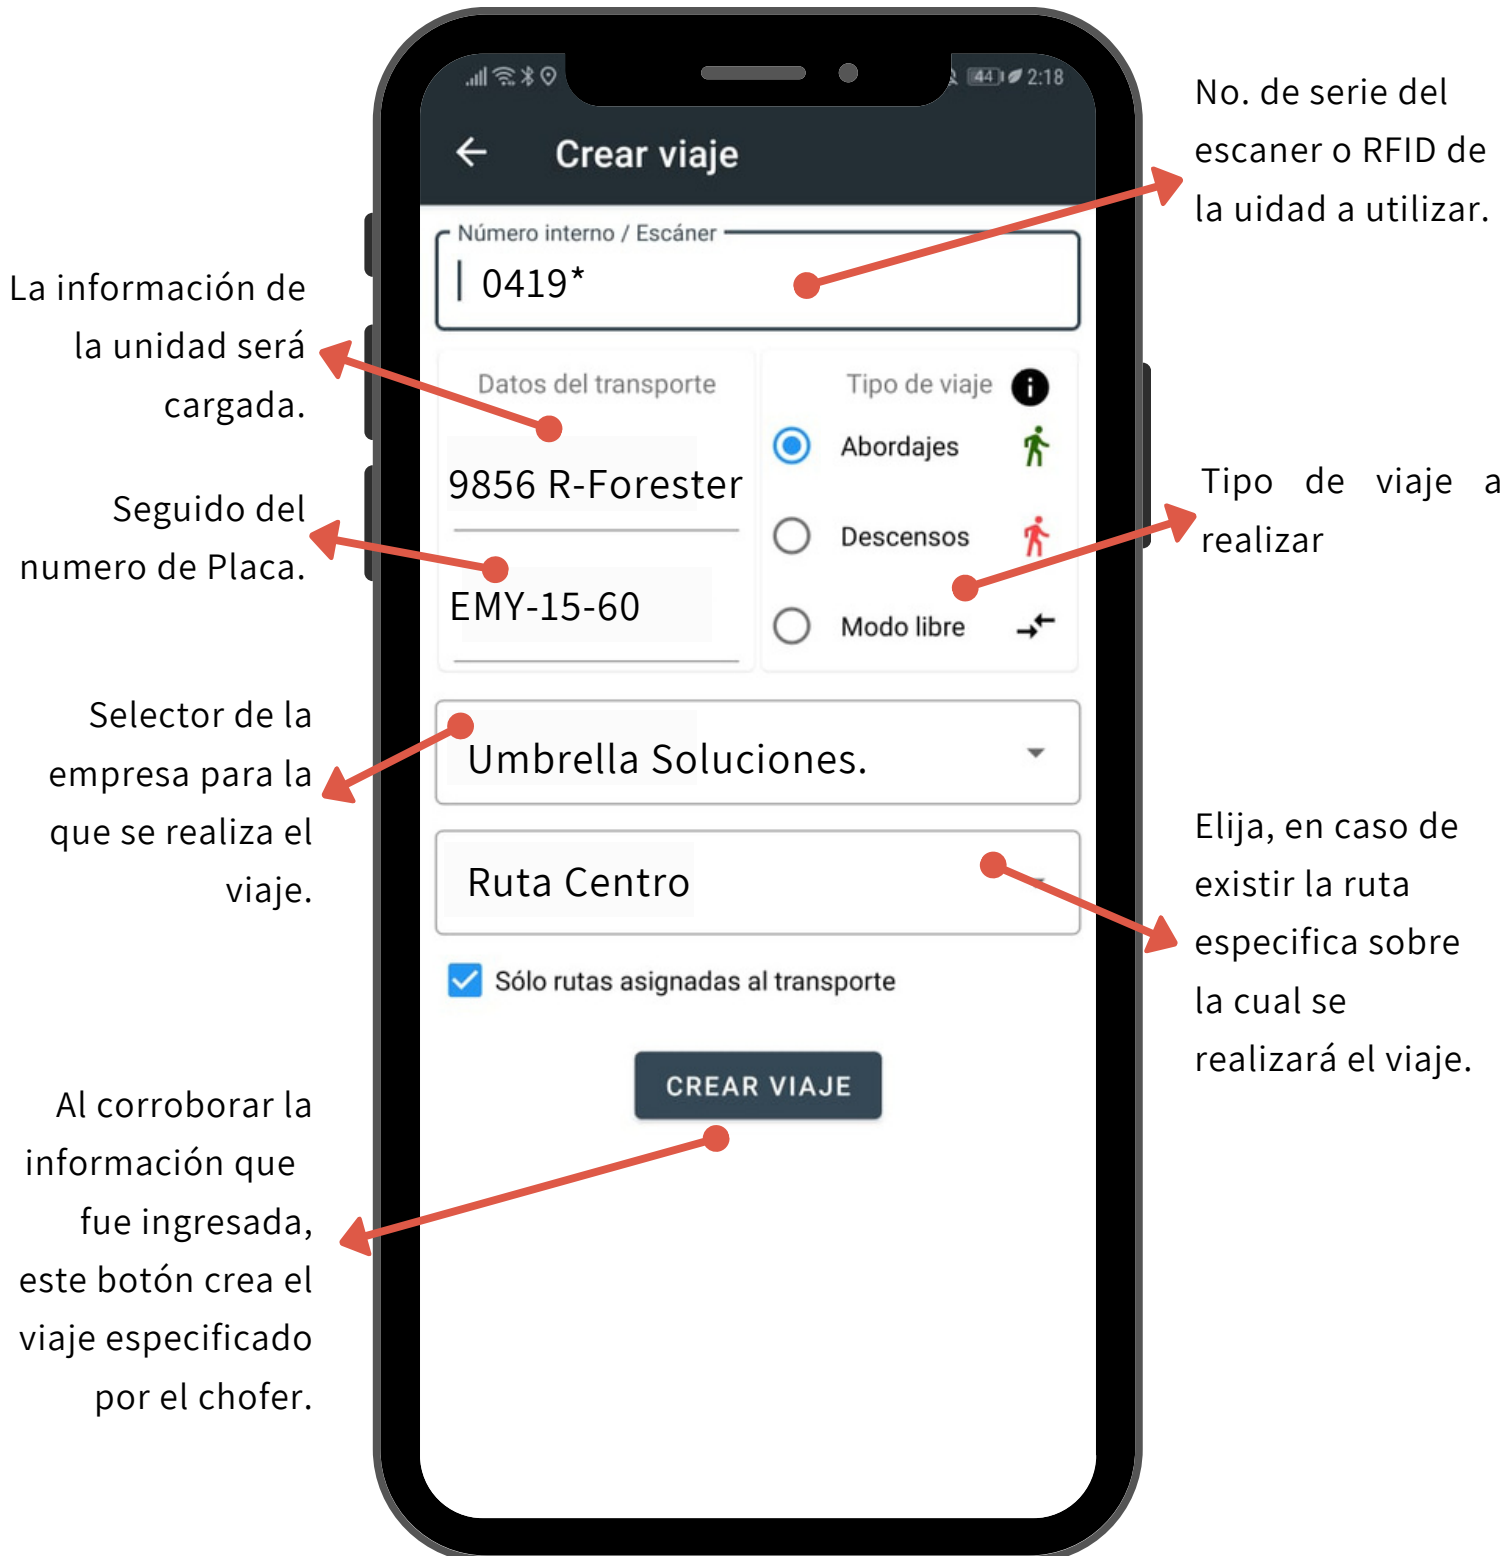 44 2:18
Crear viaje
Número interno / Escáner
0419*
Datos del transporte
9856 R-Forester
EMY-15-60
Tipo de viaje
Abordajes
Descensos
Modo libre
Umbrella Soluciones.
Ruta Centro
Sólo rutas asignadas al transporte
CREAR VIAJE
La información de
la unidad será
cargada.
Seguido del
numero de Placa.
Selector de la
empresa para la
que se realiza el
viaje.
Al corroborar la
información que
fue ingresada,
este botón crea el
viaje especificado
por el chofer.
No. de serie del
escaner o RFID de
la uidad a utilizar.
Tipo de viaje a
realizar
Elija, en caso de
existir la ruta
especifica sobre
la cual se
realizará el viaje.